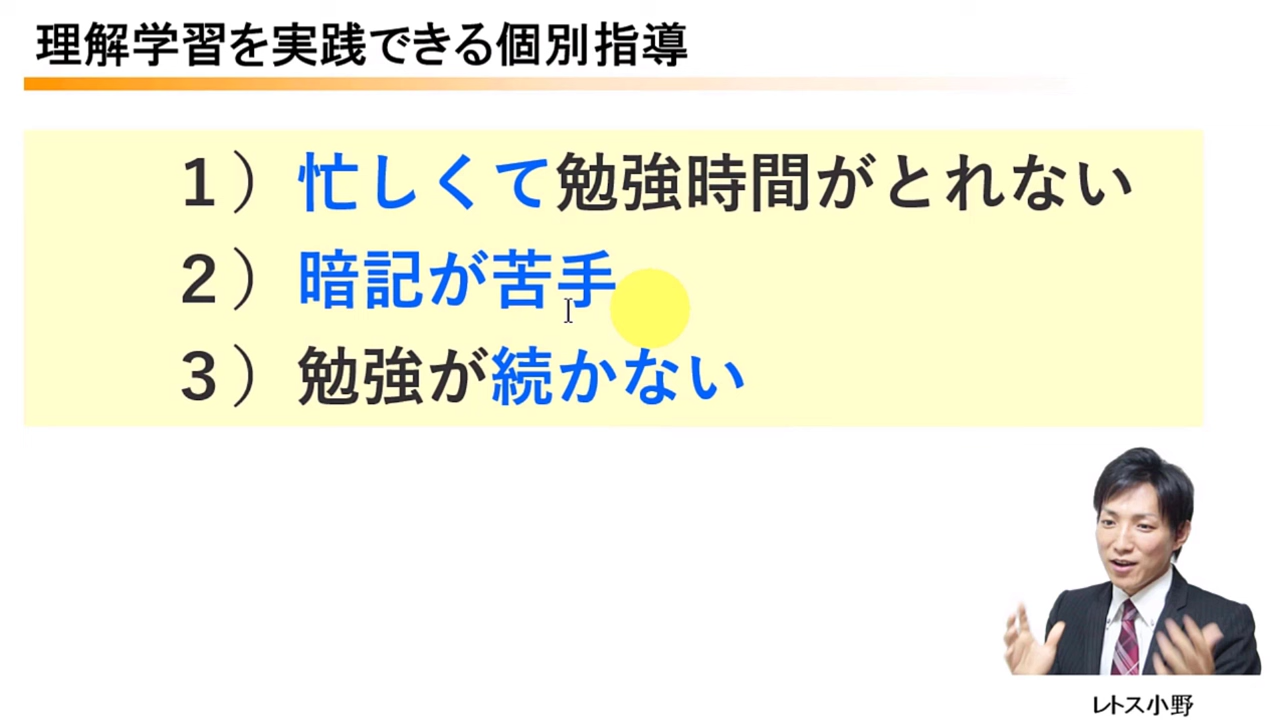 理解学習を実践できる個別指導
１）忙しくて勉強時間がとれない
２）暗記が苦手
３）勉強が続かない
レトス小野